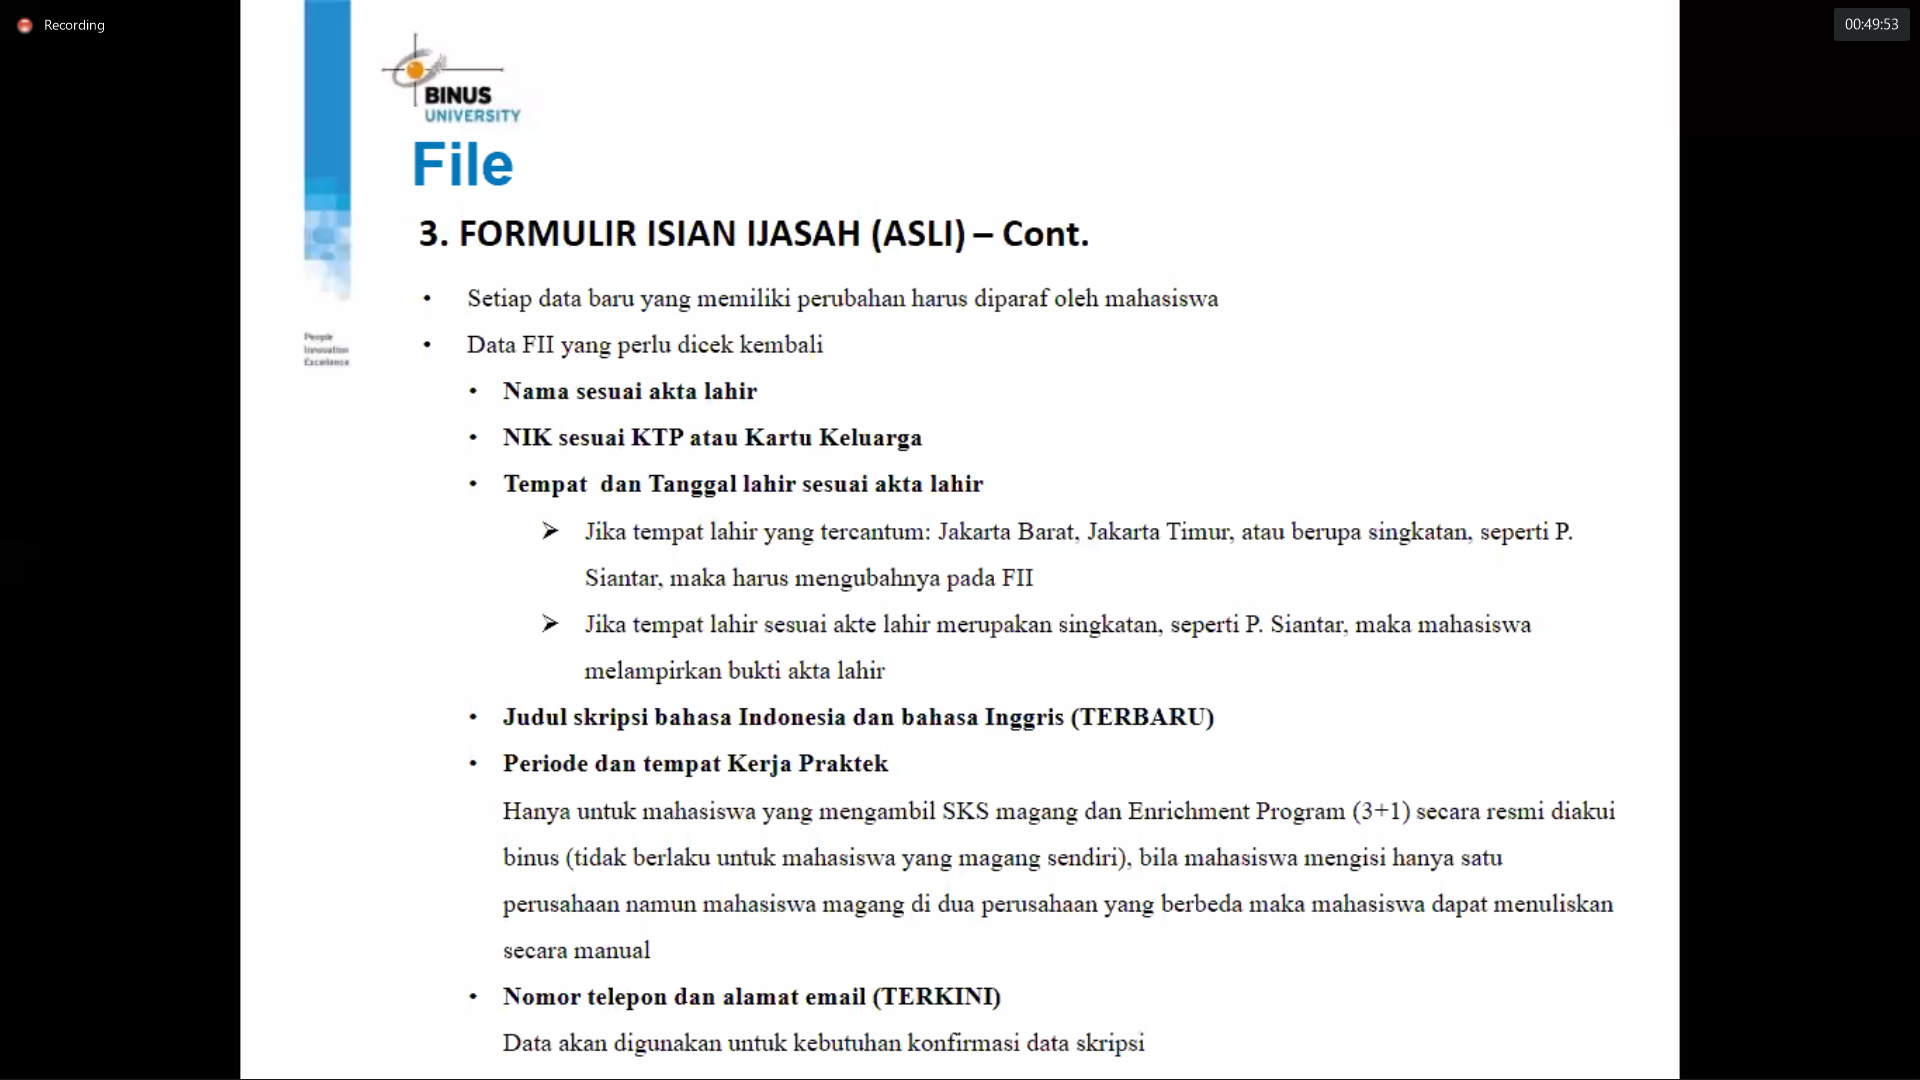 Recording
00:49:53
BINUS
UNIVERSITY
File
3. FORMULIR ISIAN IJASAH (ASLI) – Cont.
• Setiap data baru yang memiliki perubahan harus diparaf oleh mahasiswa
People
Innovation
Excellence
• Data FII yang perlu dicek kembali
• Nama sesuai akta lahir
• NIK sesuai KTP atau Kartu Keluarga
• Tempat dan Tanggal lahir sesuai akta lahir
➢ Jika tempat lahir yang tercantum: Jakarta Barat, Jakarta Timur, atau berupa singkatan, seperti P.
Siantar, maka harus mengubahnya pada FII
➢ Jika tempat lahir sesuai akte lahir merupakan singkatan, seperti P. Siantar, maka mahasiswa
melampirkan bukti akta lahir
• Judul skripsi bahasa Indonesia dan bahasa Inggris (TERBARU)
• Periode dan tempat Kerja Praktek
Hanya untuk mahasiswa yang mengambil SKS magang dan Enrichment Program (3+1) secara resmi diakui
binus (tidak berlaku untuk mahasiswa yang magang sendiri), bila mahasiswa mengisi hanya satu
perusahaan namun mahasiswa magang di dua perusahaan yang berbeda maka mahasiswa dapat menuliskan
secara manual
• Nomor telepon dan alamat email (TERKINI)
Data akan digunakan untuk kebutuhan konfirmasi data skripsi